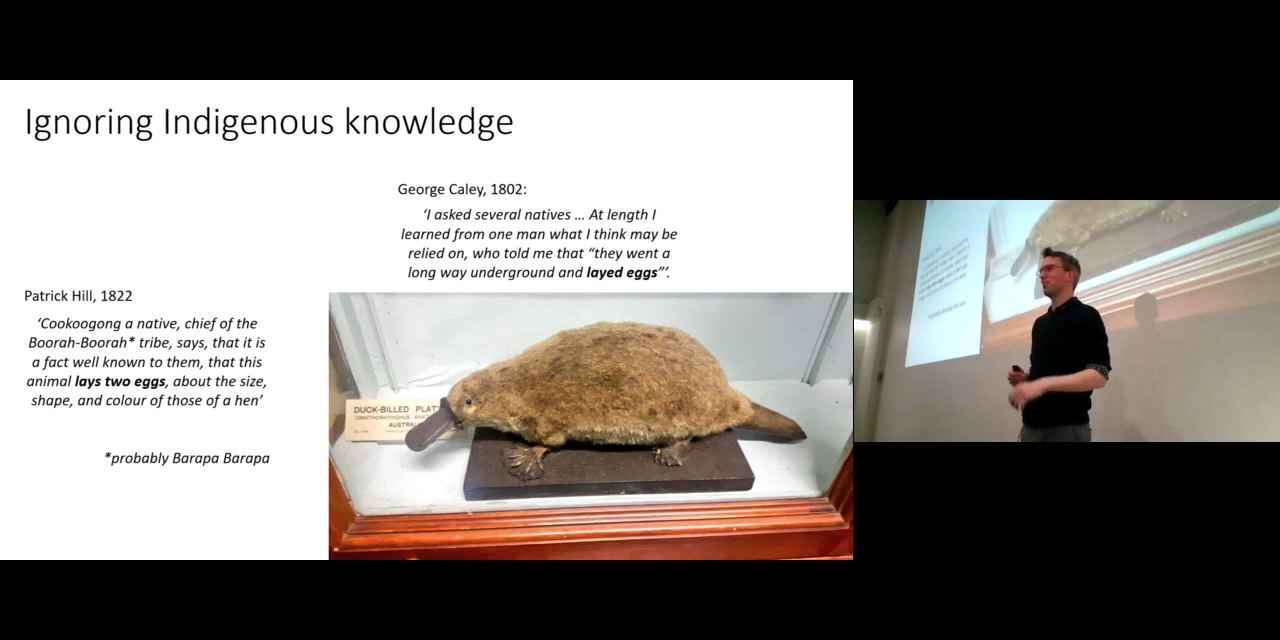 Ignoring Indigenous knowledge
George Caley, 1802:
‘I asked several natives … At length I
learned from one man what I think may be
relied on, who told me that “they went a
long way underground and layed eggs”’.
Patrick Hill, 1822
‘Cookoogong a native, chief of the
Boorah-Boorah* tribe, says, that it is
a fact well known to them, that this
animal lays two eggs, about the size,
shape, and colour of those of a hen’
*probably Barapa Barapa
DUCK-BILLED PLAT
ORNITHORHYNCHUS
AUSTRALI